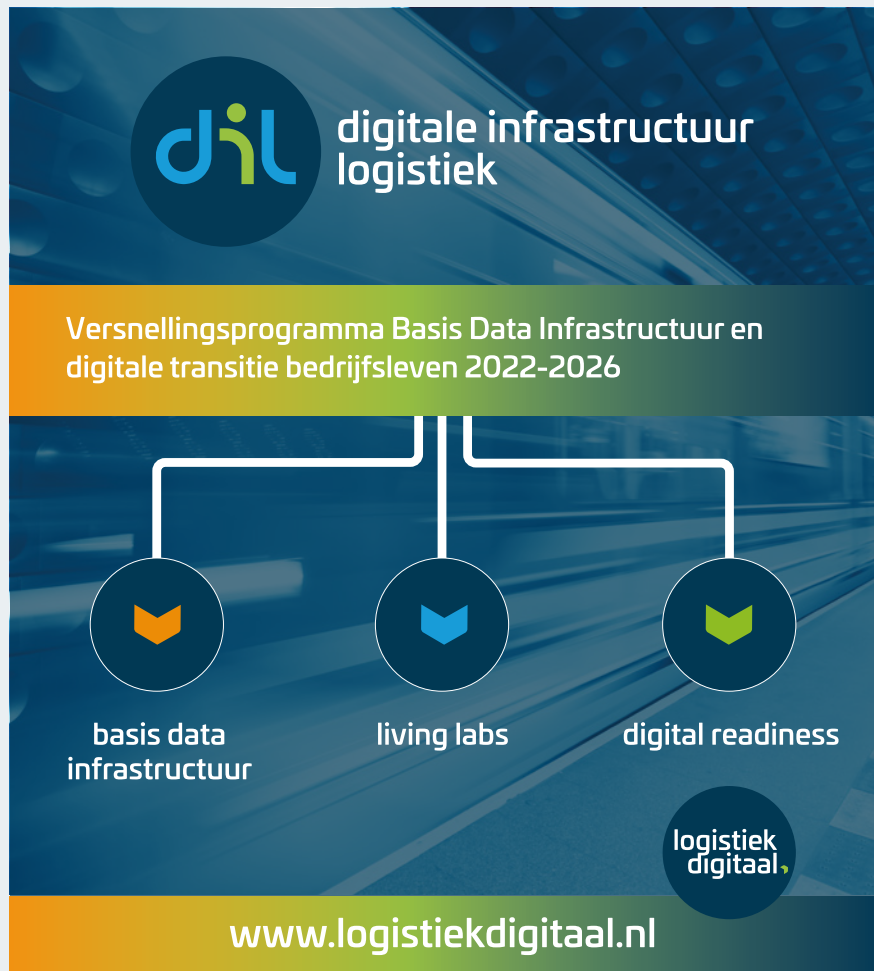 dil
digitale infrastructuur
logistiek
Versnellingsprogramma Basis Data Infrastructuur en
digitale transitie bedrijfsleven 2022-2026
basis data
infrastructuur
living labs
digital readiness
logistiek
digitaal
www.logistiekdigitaal.nl